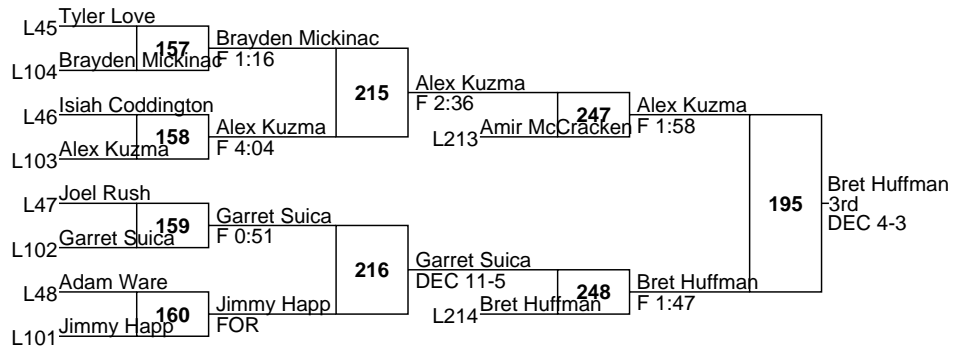 L45 Tyler Love
157 Brayden Mickinac
L104 Brayden Mickinac F 1:16
215 Alex Kuzma
F 2:36
L46 Isiah Coddington
158 Alex Kuzma
F 4:04
L103 Alex Kuzma
247 Alex Kuzma
F 1:58
L213 Amir McCracken
L47 Joel Rush
159 Garret Suica
L102 Garret Suica F 0:51
195 Bret Huffman
3rd
DEC 4-3
216 Garret Suica
DEC 11-5
L48 Adam Ware
160 Jimmy Happ
FOR
L101 Jimmy Happ
248 Bret Huffman
F 1:47
L214 Bret Huffman